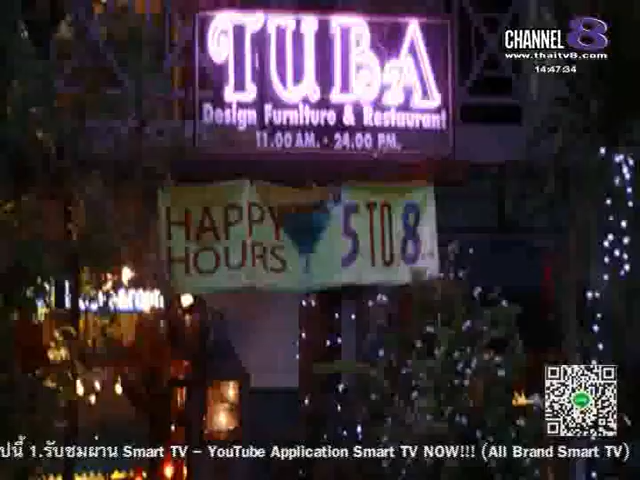 TUBA
Design Furniture & Restaurant
11.00 AM. - 24.00 PM.
HAPPY HOURS
5 TO 8
CHANNEL 8
www.thaitv8.com
14:47:34
ปนี้ 1.รับชมผ่าน Smart TV - YouTube Application Smart TV NOW!!! (All Brand Smart TV)